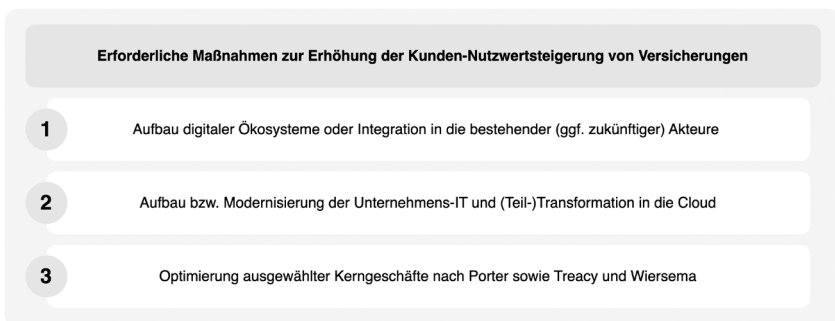 Erforderliche Maßnahmen zur Erhöhung der Kunden-Nutzwertsteigerung von Versicherungen
1
Aufbau digitaler Ökosysteme oder Integration in die bestehender (ggf. zukünftiger) Akteure
2
Aufbau bzw. Modernisierung der Unternehmens-IT und (Teil-)Transformation in die Cloud
3
Optimierung ausgewählter Kerngeschäfte nach Porter sowie Treacy und Wiersema